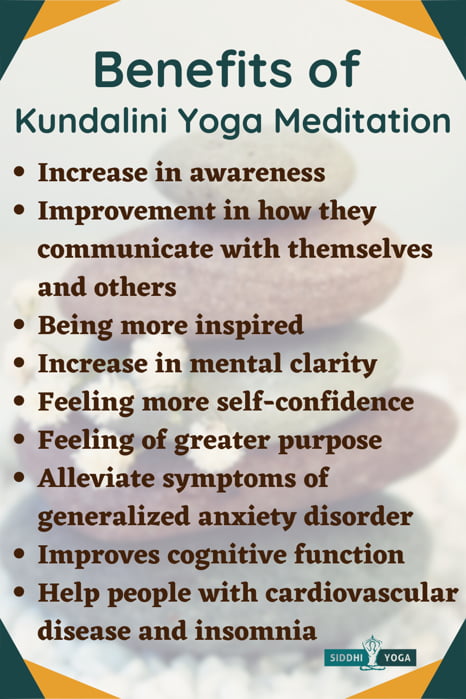 Benefits of
Kundalini Yoga Meditation
• Increase in awareness
• Improvement in how they
communicate with themselves
and others
• Being more inspired
• Increase in mental clarity
• Feeling more self-confidence
• Feeling of greater purpose
• Alleviate symptoms of
generalized anxiety disorder
• Improves cognitive function
• Help people with cardiovascular
disease and insomnia
SIDDHI YOGA